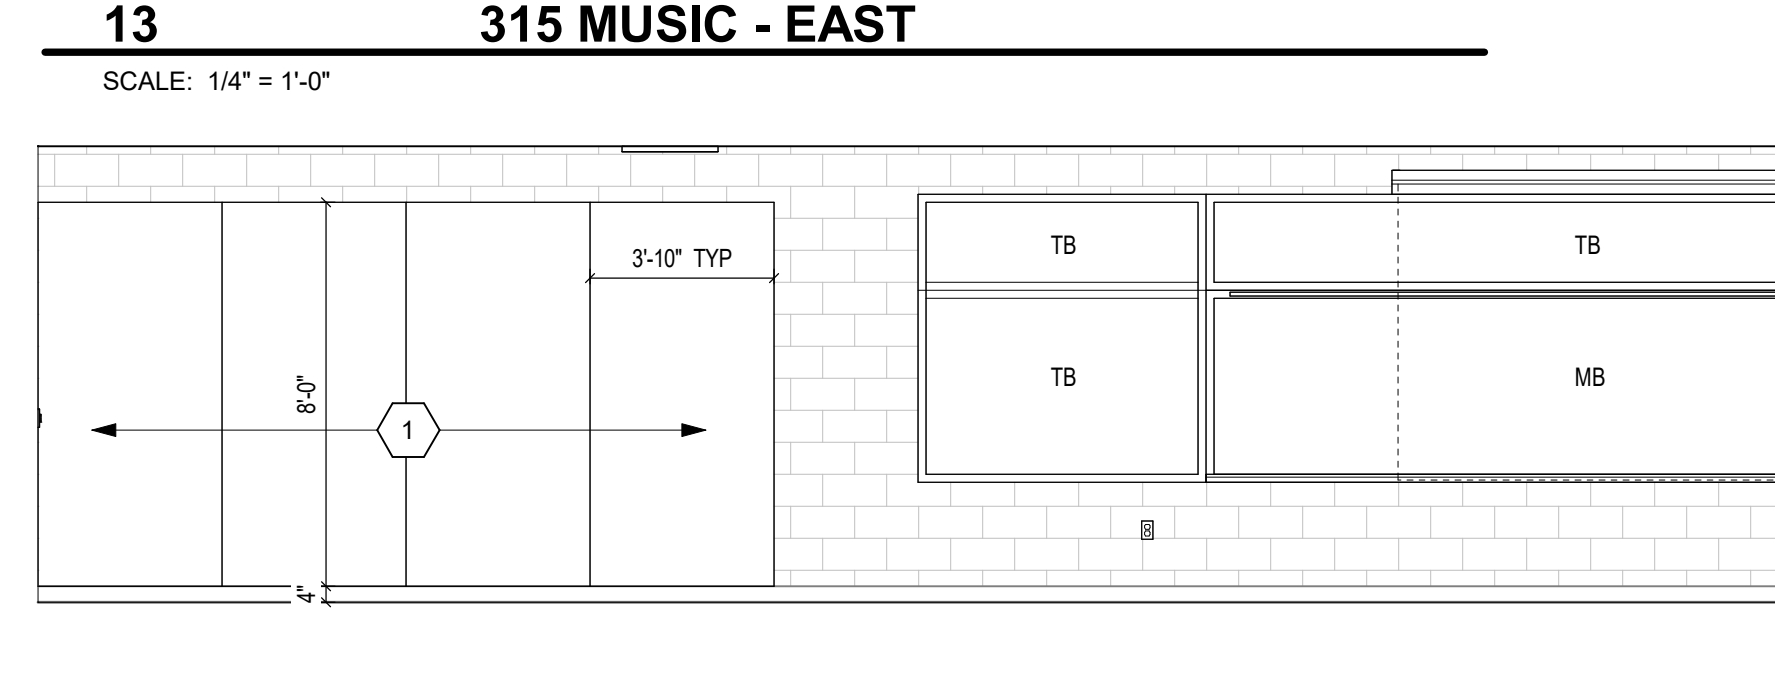 13 315 MUSIC - EAST
SCALE: 1/4" = 1'-0"
TB TB
3'-10" TYP
TB MB
8'-0"
1
4"